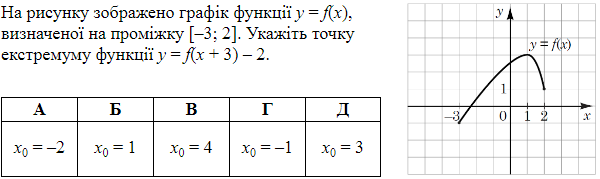 На рисунку зображено графік функції y = f(x),
визначеної на проміжку [–3; 2]. Укажіть точку
екстремуму функції y = f(x + 3) – 2.
А Б В Г Д
x₀ = –2 x₀ = 1 x₀ = 4 x₀ = –1 x₀ = 3
y
y = f(x)
1
–3 0 1 2 x